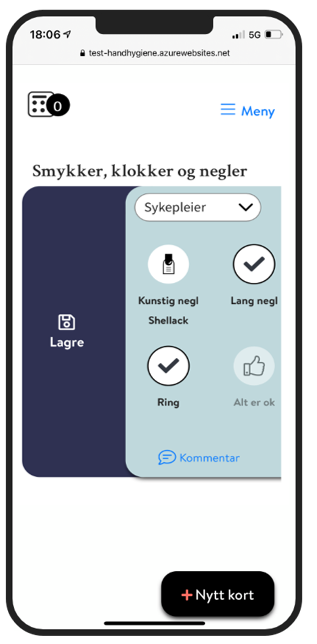 18:06
5G
test-handhygiene.azurewebsites.net
0
Meny
Smykker, klokker og negler
Sykepleier
Kunstig negl
Shellack
Lang negl
Lagre
Ring
Alt er ok
Kommentar
+Nytt kort